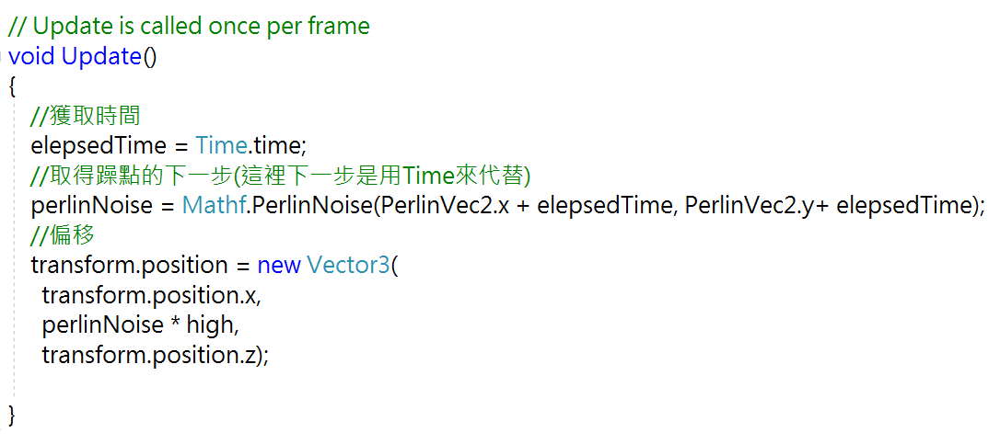 // Update is called once per frame
void Update()
{
//獲取時間
elepsedTime = Time.time;
//取得躁點的下一步(這裡下一步是用Time來代替)
perlinNoise = Mathf.PerlinNoise(PerlinVec2.x + elepsedTime, PerlinVec2.y+ elepsedTime);
//偏移
transform.position = new Vector3(
transform.position.x,
perlinNoise * high,
transform.position.z);
}